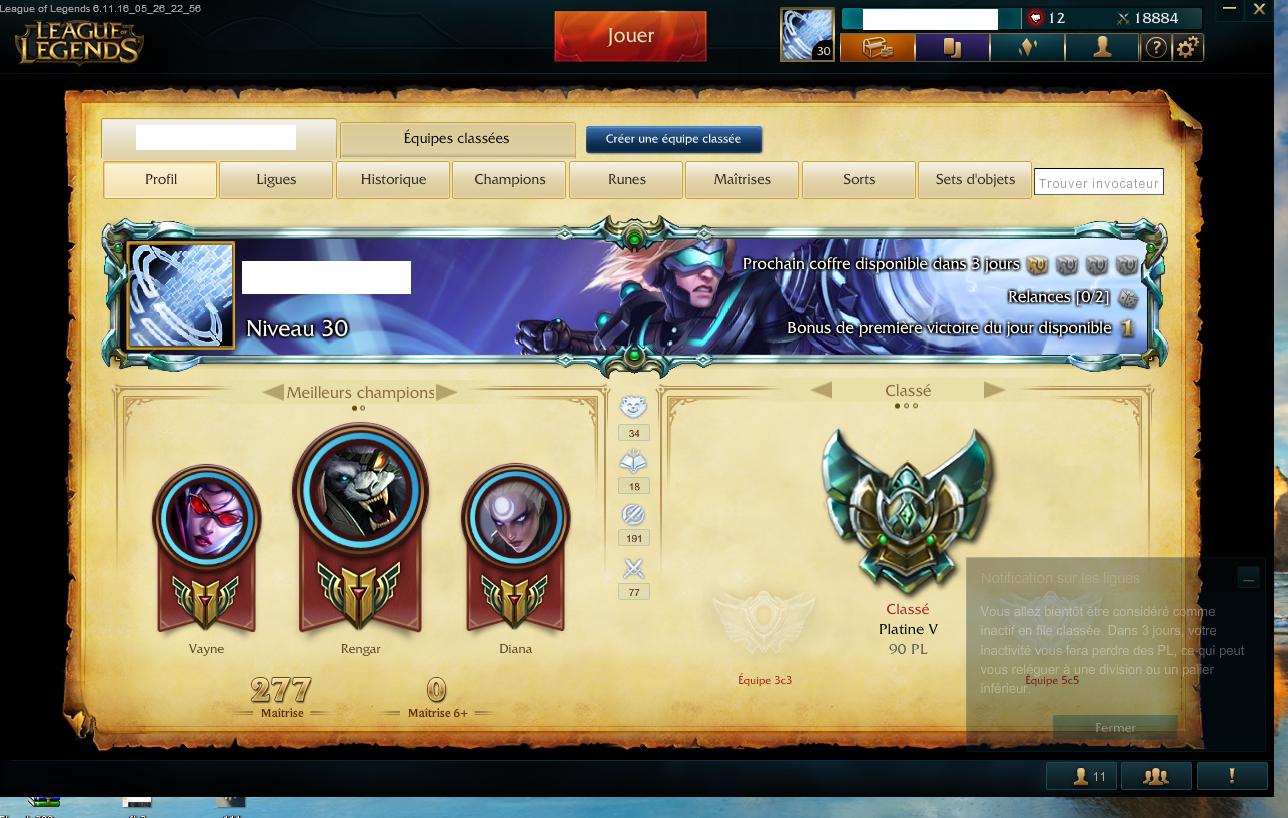 League of Legends 6.11.16_05_26_22_56
LEAGUE of LEGENDS
Jouer
30
12
18884
?
Équipes classées
Créer une équipe classée
Profil
Ligues
Historique
Champions
Runes
Maîtrises
Sorts
Sets d'objets
Trouver invocateur
Prochain coffre disponible dans 3 jours
Relances [0/2]
Niveau 30
Bonus de première victoire du jour disponible 1
Meilleurs champions
Classé
34
18
191
77
Vayne
Rengar
Diana
277
Maîtrise
0
Maîtrise 6+
Classé
Platine V
90 PL
Équipe 3c3
Équipe 5c5
Notification sur les ligues
Vous allez bientôt être considéré comme
inactif en file classée. Dans 3 jours, votre
inactivité vous fera perdre des PL, ce qui peut
vous reléguer à une division ou un palier
inférieur.
Fermer
11
!